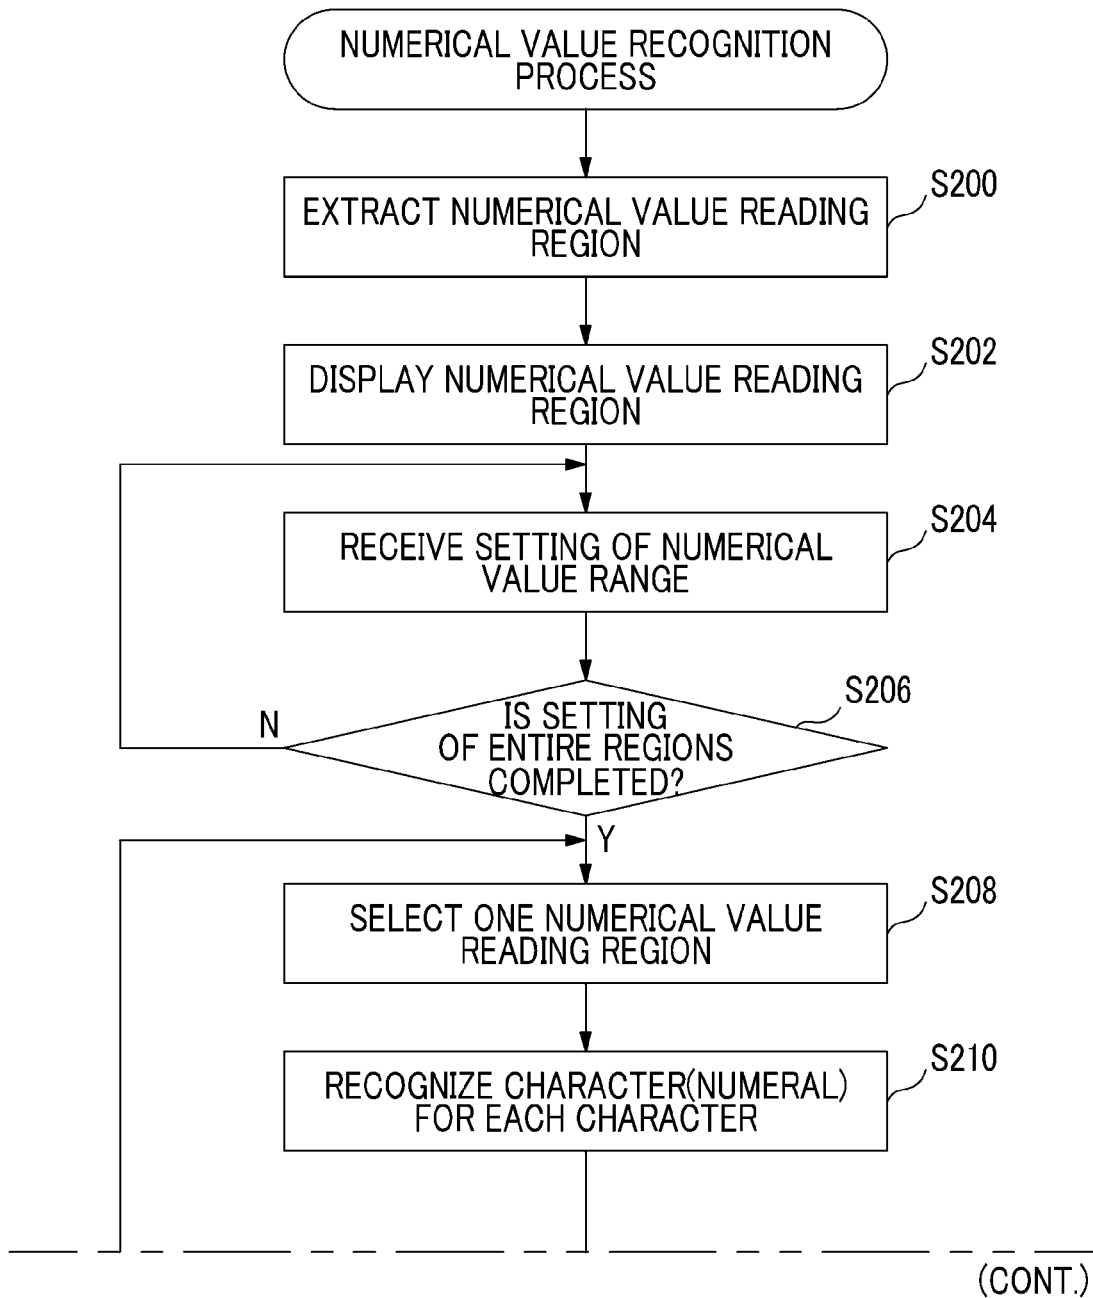 NUMERICAL VALUE RECOGNITION
PROCESS
S200
EXTRACT NUMERICAL VALUE READING
REGION
S202
DISPLAY NUMERICAL VALUE READING
REGION
S204
RECEIVE SETTING OF NUMERICAL
VALUE RANGE
S206
N
IS SETTING
OF ENTIRE REGIONS
COMPLETED?
Y
S208
SELECT ONE NUMERICAL VALUE
READING REGION
S210
RECOGNIZE CHARACTER(NUMERAL)
FOR EACH CHARACTER
(CONT.)